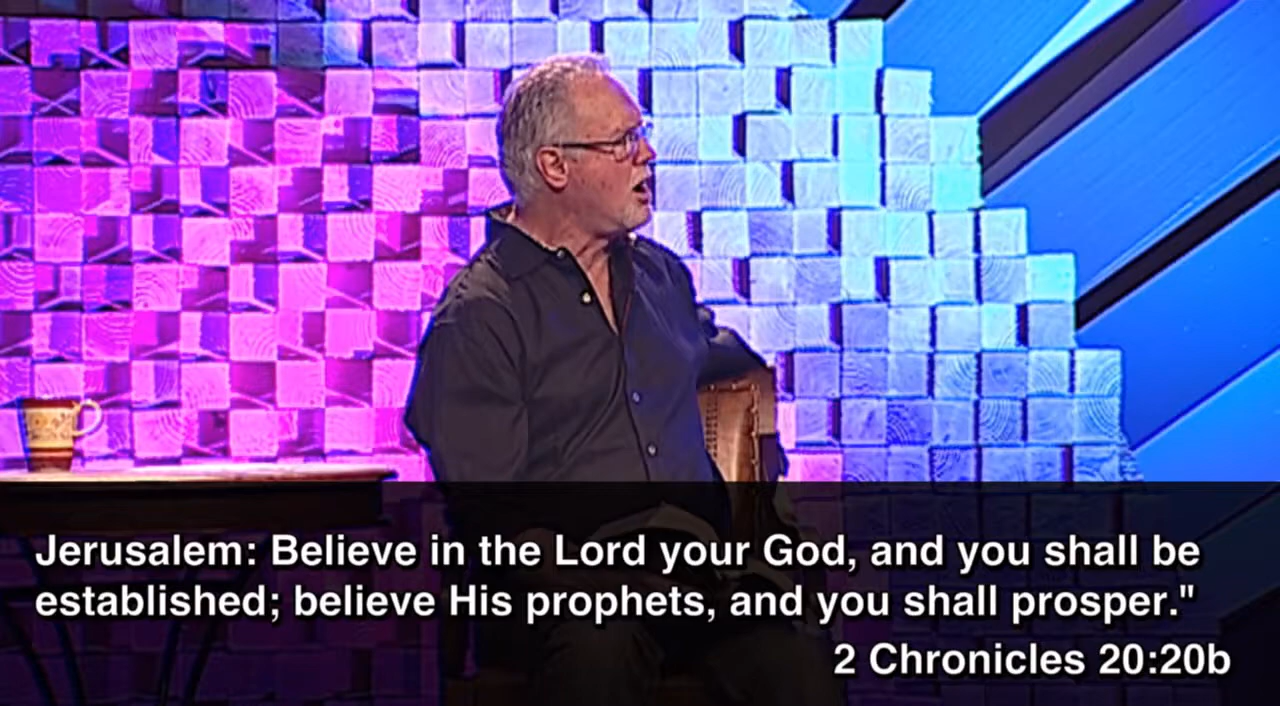 Jerusalem: Believe in the Lord your God, and you shall be
established; believe His prophets, and you shall prosper."
2 Chronicles 20:20b